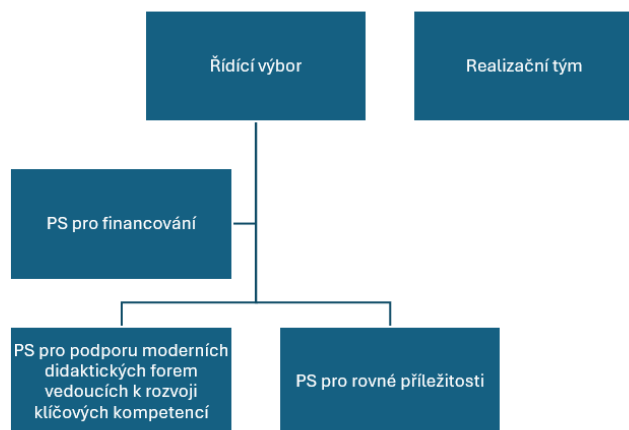 Řídící výbor
Realizační tým
PS pro financování
PS pro podporu moderních
didaktických forem
vedoucích k rozvoji
klíčových kompetencí
PS pro rovné příležitosti